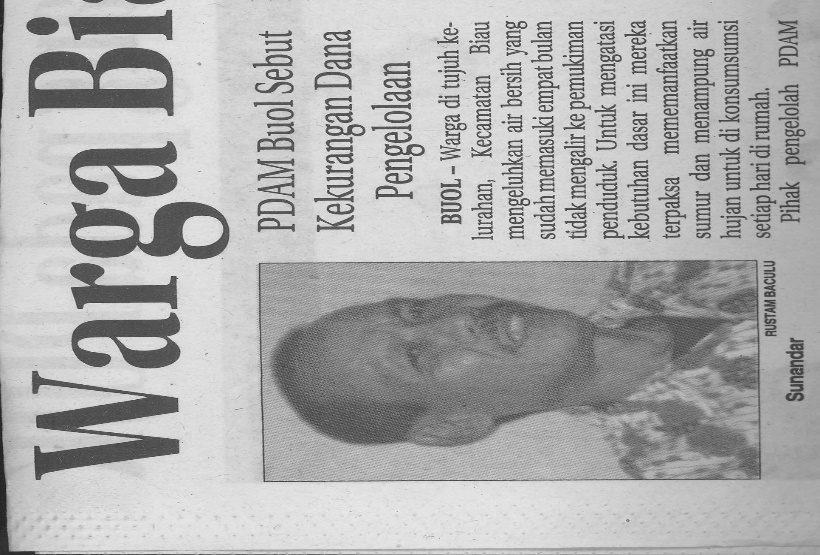 Warga Bia
PDAM Buol Sebut
Kekurangan Dana
Pengelolaan
BUOL – Warga di tujuh ke-
lurahan, Kecamatan Biau
mengeluhkan air bersih yang
sudah memasuki empat bulan
tidak mengalir ke pemukiman
penduduk. Untuk mengatasi
kebutuhan dasar ini mereka
terpaksa mememanfaatkan
sumur dan menampung air
hujan untuk di konsumsumsi
setiap hari di rumah.
Pihak pengelolah PDAM
RUSTAM BACULU
Sunandar